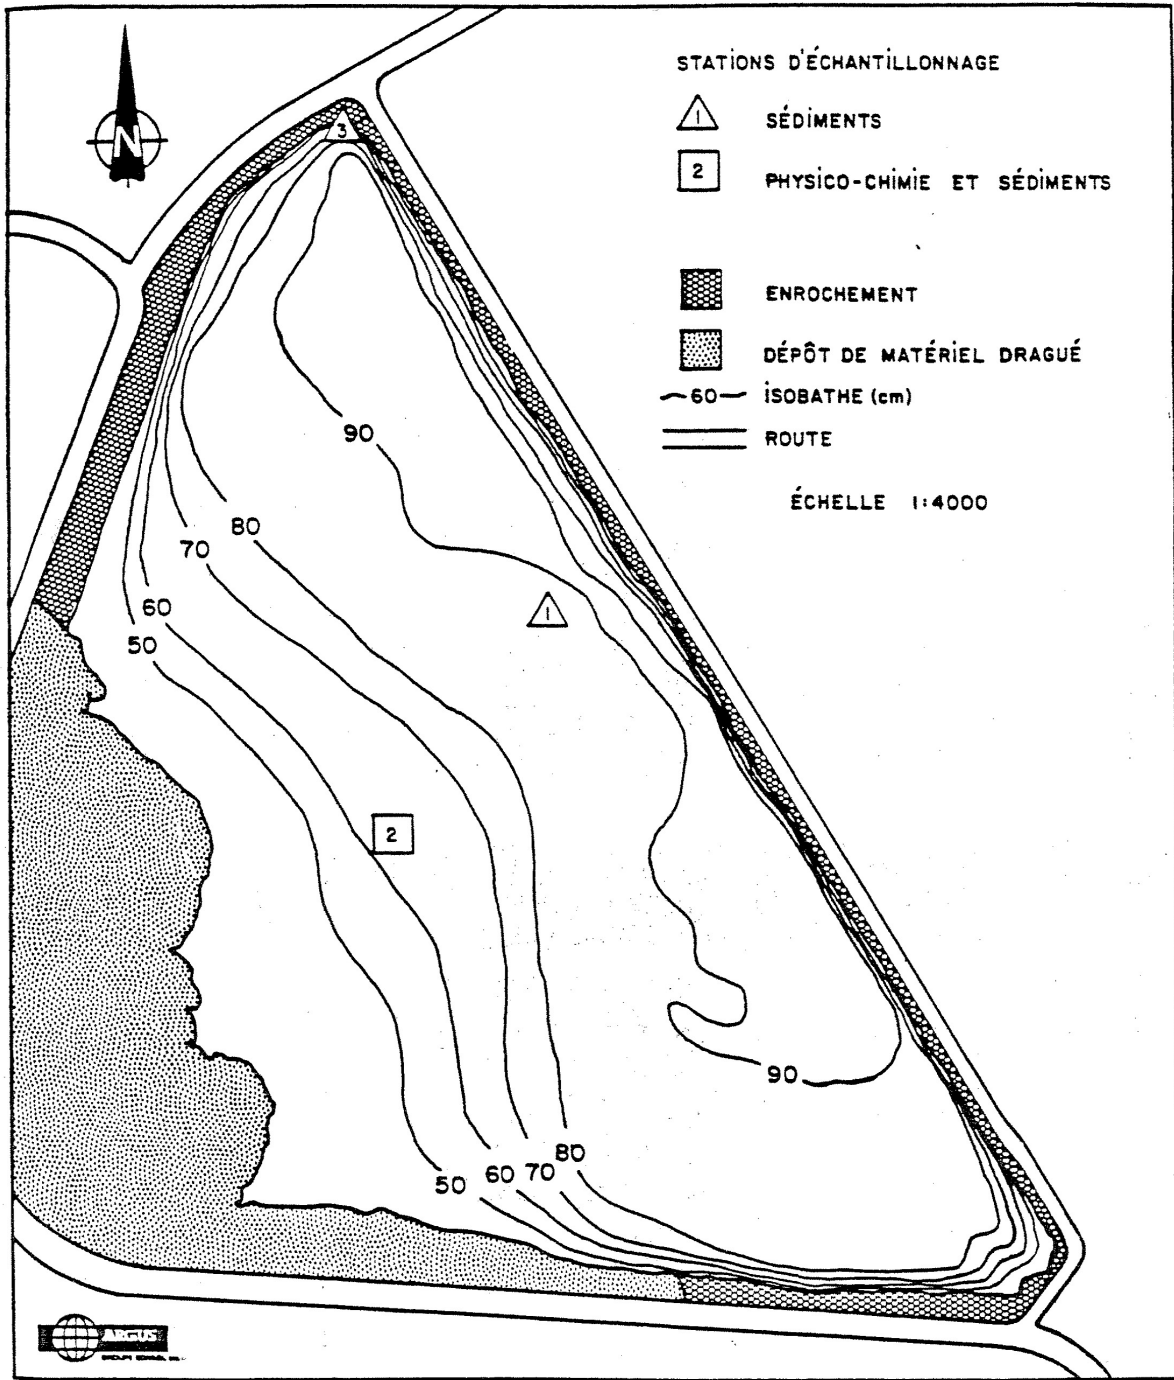 STATIONS D'ÉCHANTILLONNAGE
1 SÉDIMENTS
2 PHYSICO-CHIMIE ET SÉDIMENTS
ENROCHEMENT
DÉPÔT DE MATÉRIEL DRAGUÉ
60 ISOBATHE (cm)
ROUTE
ÉCHELLE 1:4000
N
3
90
80
70
60
50
1
2
90
80
70
60
50
ARGUS